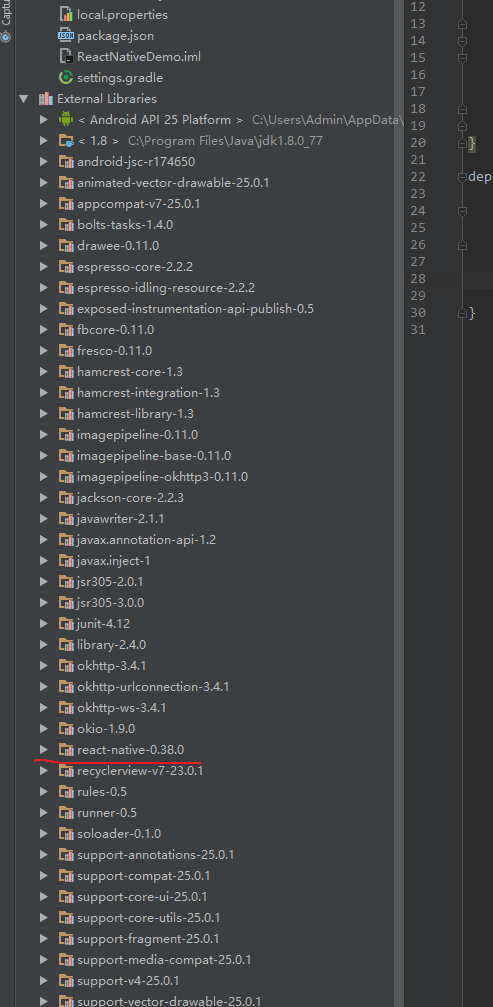 Captu
local.properties
package.json
ReactNativeDemo.iml
settings.gradle
External Libraries
< Android API 25 Platform > C:\Users\Admin\AppData\
< 1.8 > C:\Program Files\Java\jdk1.8.0_77
android-jsc-r174650
animated-vector-drawable-25.0.1
appcompat-v7-25.0.1
bolts-tasks-1.4.0
drawee-0.11.0
espresso-core-2.2.2
espresso-idling-resource-2.2.2
exposed-instrumentation-api-publish-0.5
fbcore-0.11.0
fresco-0.11.0
hamcrest-core-1.3
hamcrest-integration-1.3
hamcrest-library-1.3
imagepipeline-0.11.0
imagepipeline-base-0.11.0
imagepipeline-okhttp3-0.11.0
jackson-core-2.2.3
javawriter-2.1.1
javax.annotation-api-1.2
javax.inject-1
jsr305-2.0.1
jsr305-3.0.0
junit-4.12
library-2.4.0
okhttp-3.4.1
okhttp-urlconnection-3.4.1
okhttp-ws-3.4.1
okio-1.9.0
react-native-0.38.0
recyclerview-v7-23.0.1
rules-0.5
runner-0.5
soloader-0.1.0
support-annotations-25.0.1
support-compat-25.0.1
support-core-ui-25.0.1
support-core-utils-25.0.1
support-fragment-25.0.1
support-media-compat-25.0.1
support-v4-25.0.1
support-vector-drawable-25.0.1
12
13
14
15
16
17
18
19
20 }
21
22 dep
23
24
25
26
27
28
29
30 }
31